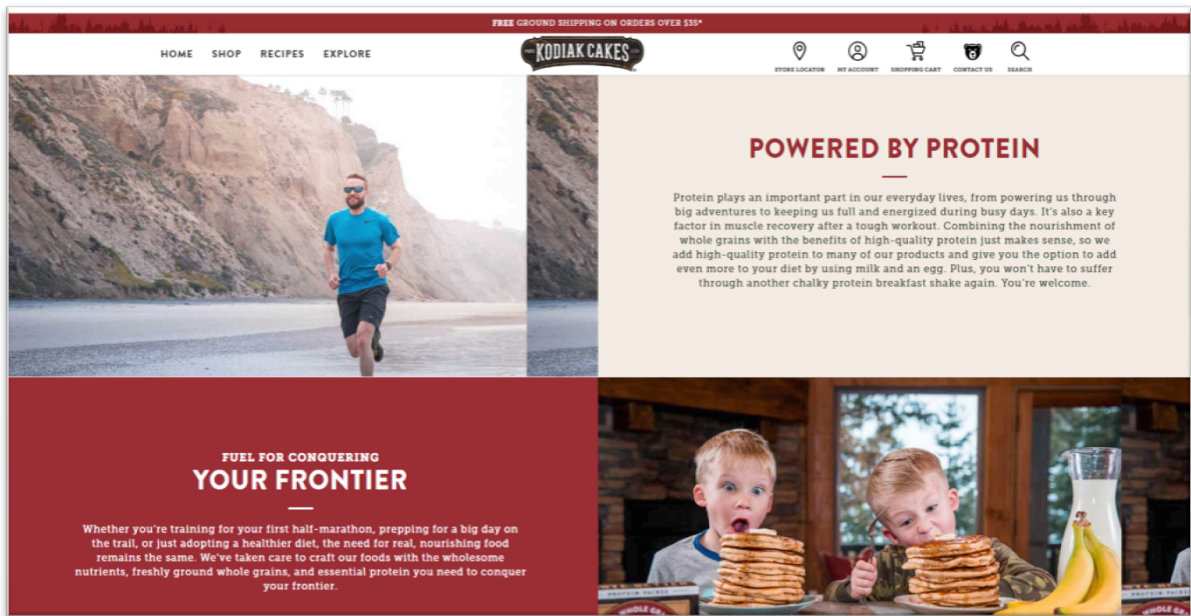 FREE GROUND SHIPPING ON ORDERS OVER $35*
HOME SHOP RECIPES EXPLORE
KODIAK CAKES
STORE LOCATOR MY ACCOUNT SHOPPING CART CONTACT US SEARCH
POWERED BY PROTEIN
Protein plays an important part in our everyday lives, from powering us through
big adventures to keeping us full and energized during busy days. It's also a key
factor in muscle recovery after a tough workout. Combining the nourishment of
whole grains with the benefits of high-quality protein just makes sense, so we
add high-quality protein to many of our products and give you the option to add
even more to your diet by using milk and an egg. Plus, you won't have to suffer
through another chalky protein breakfast shake again. You're welcome.
FUEL FOR CONQUERING
YOUR FRONTIER
Whether you're training for your first half-marathon, prepping for a big day on
the trail, or just adopting a healthier diet, the need for real, nourishing food
remains the same. We've taken care to craft our foods with the wholesome
nutrients, freshly ground whole grains, and essential protein you need to conquer
your frontier.
PROTEIN-PACKED
WHOLE GR